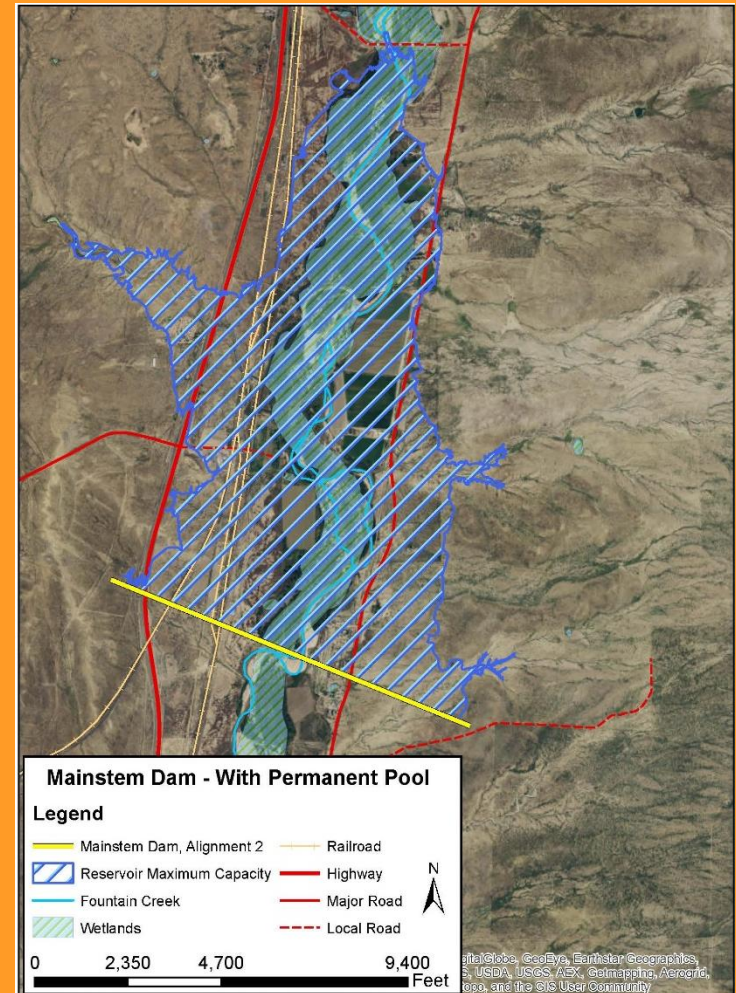 Mainstem Dam - With Permanent Pool
Legend
Mainstem Dam, Alignment 2
Reservoir Maximum Capacity
Fountain Creek
Wetlands
Railroad
Highway
Major Road
Local Road
N
0 2,350 4,700 9,400
Feet
GeoEye, Earthstar Geographics,
USDA, USGS, AEX, Getmapping, Aerogrid,
and the GIS User Community